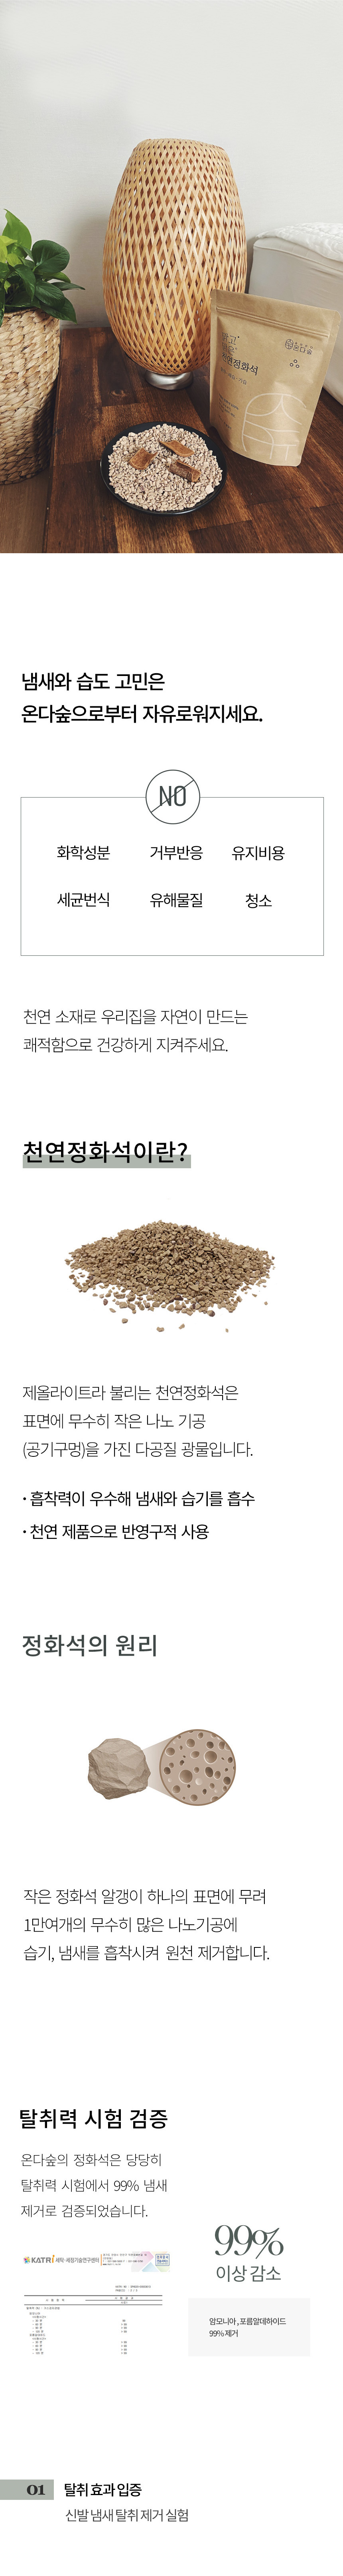 온다숲
냄새와 습도 고민은
온다숲으로부터 자유로워지세요.
NO
화학성분 거부반응 유지비용
세균번식 유해물질 청소
천연 소재로 우리집을 자연이 만드는
쾌적함으로 건강하게 지켜주세요.
천연정화석이란?
제올라이트라 불리는 천연정화석은
표면에 무수히 작은 나노 기공
(공기구멍)을 가진 다공질 광물입니다.
· 흡착력이 우수해 냄새와 습기를 흡수
· 천연 제품으로 반영구적 사용
정화석의 원리
작은 정화석 알갱이 하나의 표면에 무려
1만여개의 무수히 많은 나노기공에
습기, 냄새를 흡착시켜 원천 제거합니다.
탈취력 시험 검증
온다숲의 정화석은 당당히
탈취력 시험에서 99% 냄새
제거로 검증되었습니다.
KATRI
99%
이상 감소
암모니아 , 포름알데하이드
99% 제거
01 탈취 효과 입증
신발 냄새 탈취 제거 실험